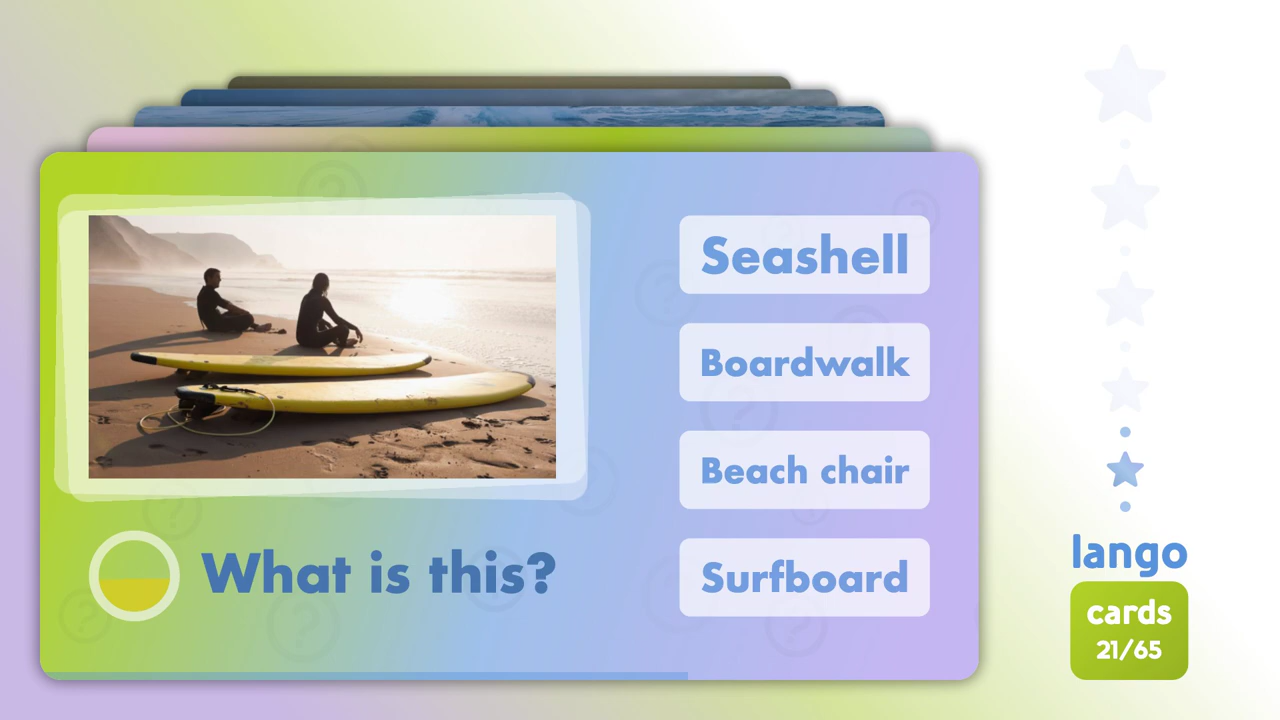 Seashell
Boardwalk
Beach chair
Surfboard
What is this?
lango
cards
21/65